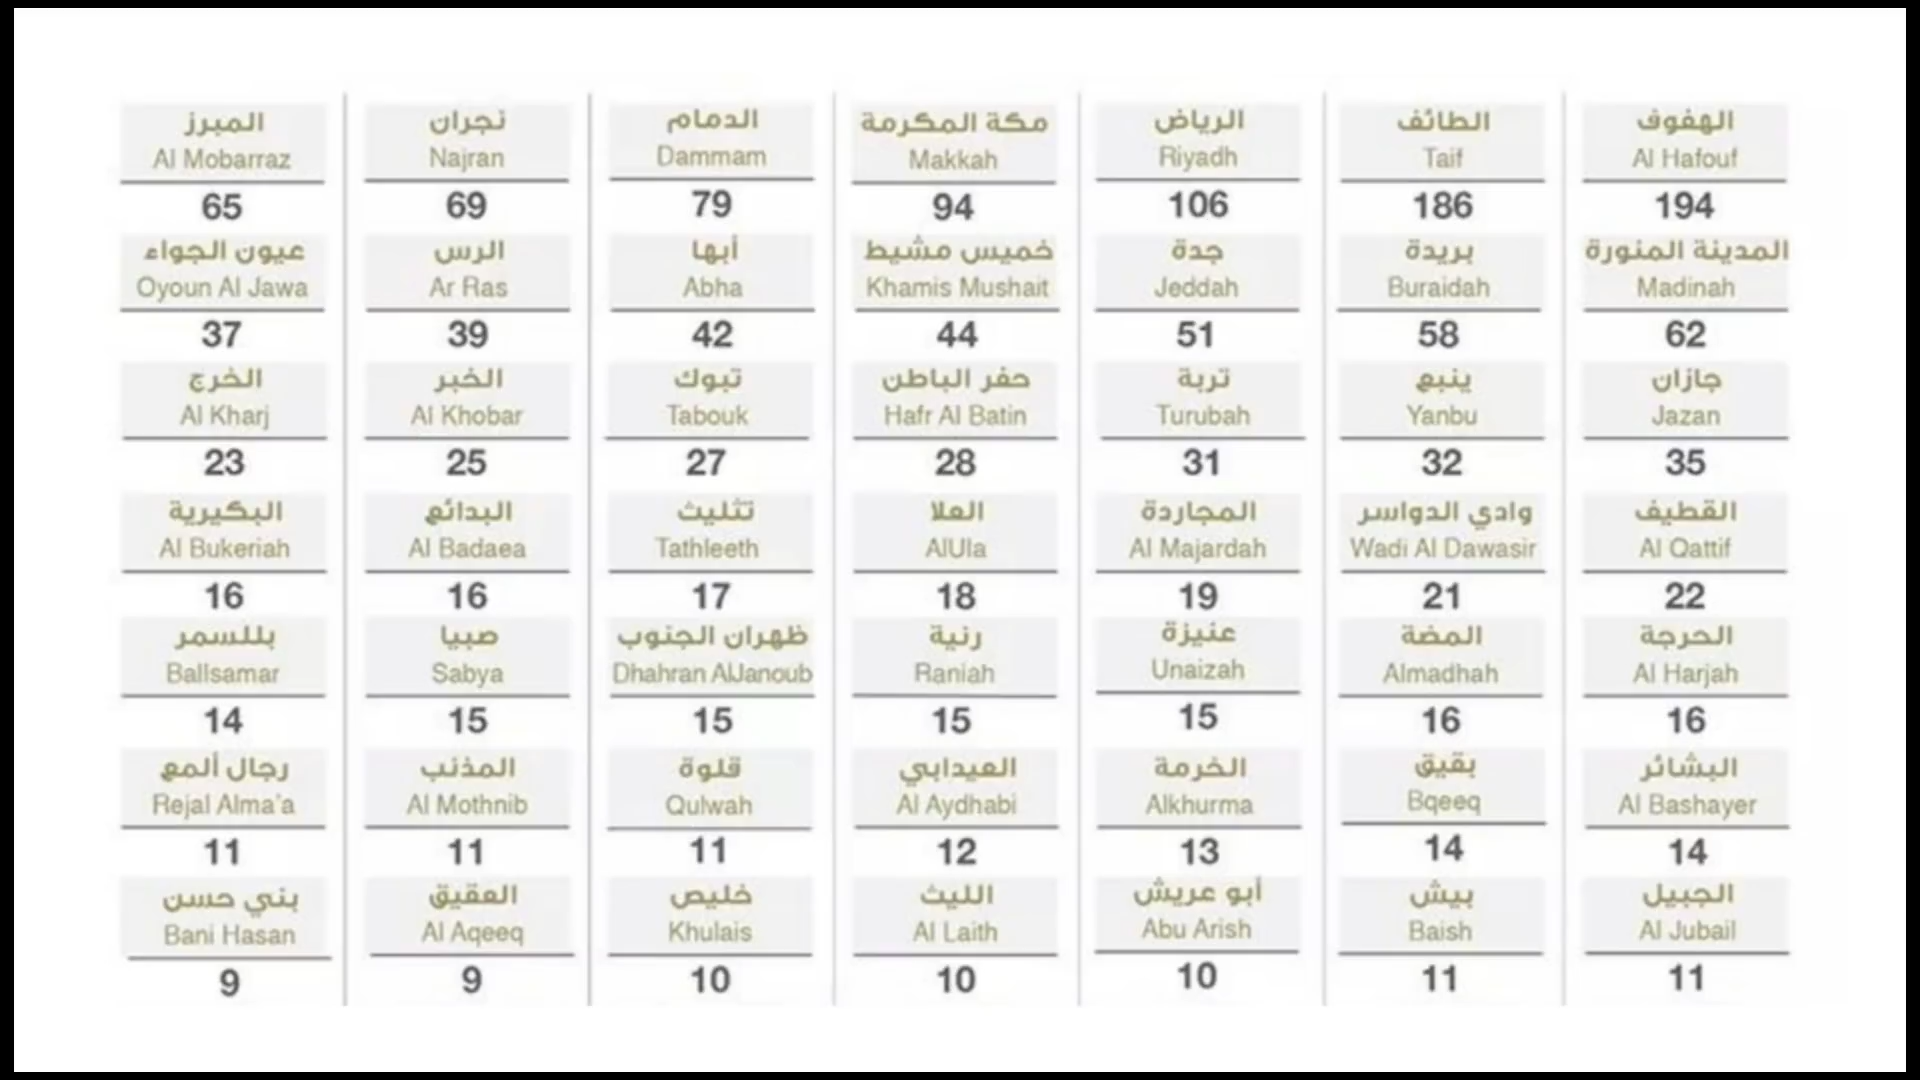 الهفوف
Al Hafouf
194
الطائف
Taif
186
الرياض
Riyadh
106
مكة المكرمة
Makkah
94
الدمام
Dammam
79
نجران
Najran
69
المبرز
Al Mobarraz
65
المدينة المنورة
Madinah
62
بريدة
Buraidah
58
جدة
Jeddah
51
خميس مشيط
Khamis Mushait
44
أبها
Abha
42
الرس
Ar Ras
39
عيون الجواء
Oyoun Al Jawa
37
جازان
Jazan
35
ينبع
Yanbu
32
تربة
Turubah
31
حفر الباطن
Hafr Al Batin
28
تبوك
Tabouk
27
الخبر
Al Khobar
25
الخرج
Al Kharj
23
القطيف
Al Qattif
22
وادي الدواسر
Wadi Al Dawasir
21
المجاردة
Al Majardah
19
العلا
AlUla
18
تثليث
Tathleeth
17
البدائع
Al Badaea
16
البكيرية
Al Bukeriah
16
الحرجة
Al Harjah
16
المضة
Almadhah
16
عنيزة
Unaizah
15
رنية
Raniah
15
ظهران الجنوب
Dhahran AlJanoub
15
صبيا
Sabya
15
بللسمر
Ballsamar
14
البشائر
Al Bashayer
14
بقيق
Bqeeq
14
الخرمة
Alkhurma
13
العيدابي
Al Aydhabi
12
قلوة
Qulwah
11
المذنب
Al Mothnib
11
رجال ألمع
Rejal Alma'a
11
الجبيل
Al Jubail
11
بيش
Baish
11
أبو عريش
Abu Arish
10
الليث
Al Laith
10
خليص
Khulais
10
العقيق
Al Aqeeq
9
بني حسن
Bani Hasan
9